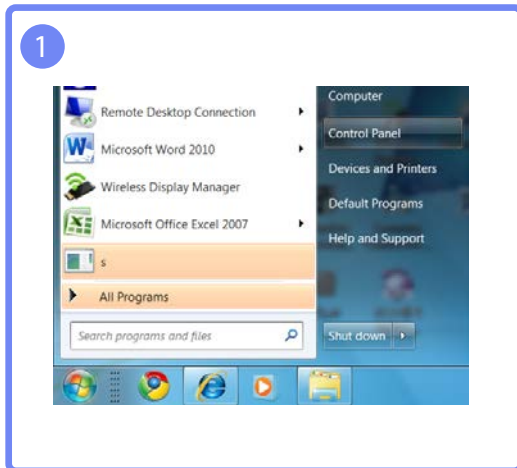 1
Remote Desktop Connection
Microsoft Word 2010
Wireless Display Manager
Microsoft Office Excel 2007
s
All Programs
Search programs and files
Computer
Control Panel
Devices and Printers
Default Programs
Help and Support
Shut down